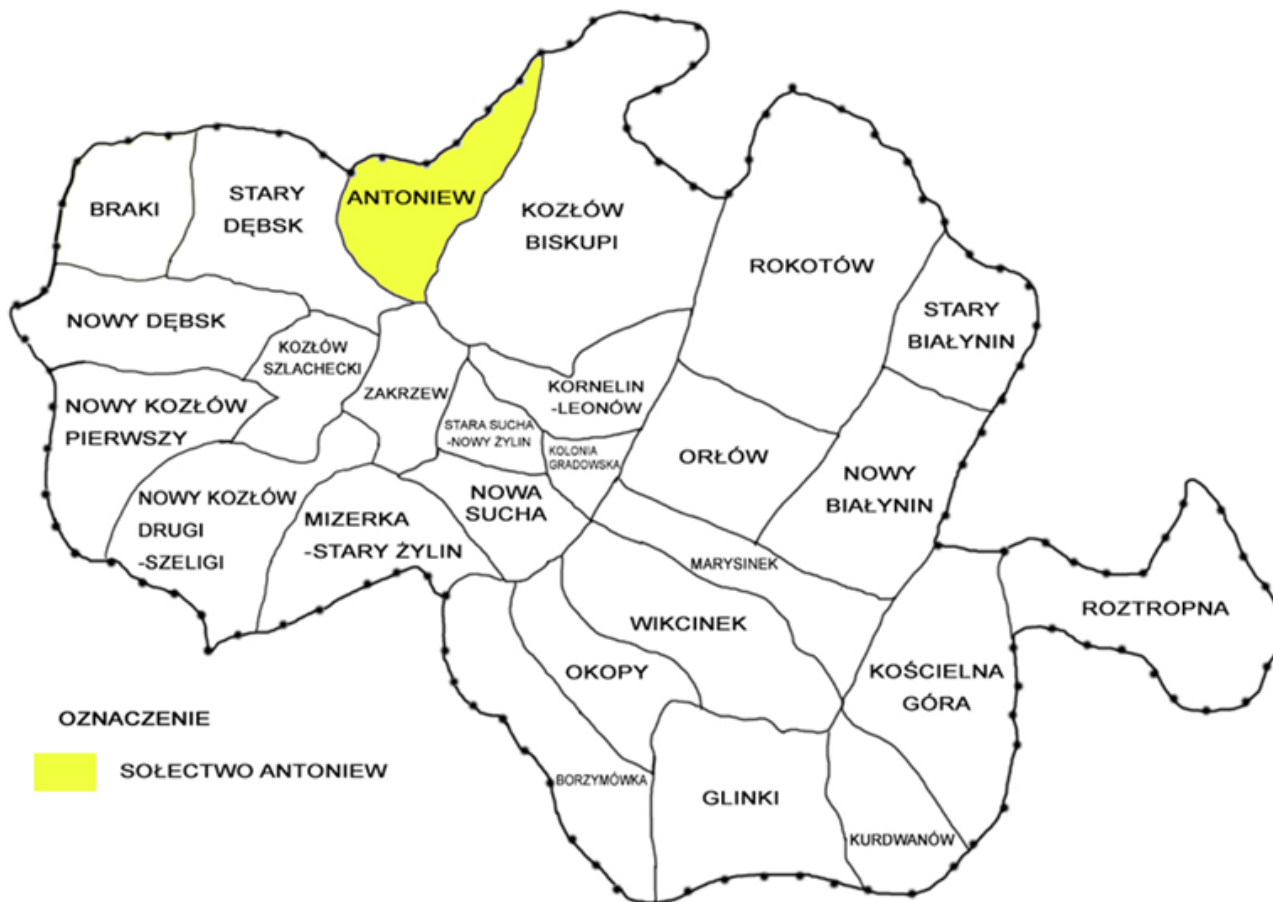 ANTONIEW
BRAKI
STARY
DĘBSK
KOZŁÓW
BISKUPI
ROKOTÓW
STARY
BIAŁYNIN
NOWY DĘBSK
KOZŁÓW
SZLACHECKI
ZAKRZEW
KORNELIN
-LEONÓW
NOWY KOZŁÓW
PIERWSZY
STARA SUCHA
-NOWY ŻYLIN
KOLONIA
GRADOWSKA
ORŁÓW
NOWY
BIAŁYNIN
NOWY KOZŁÓW
DRUGI
-SZELIGI
MIZERKA
-STARY ŻYLIN
NOWA
SUCHA
MARYSINEK
ROZTROPNA
WIKCINEK
OKOPY
KOŚCIELNA
GÓRA
BORZYMÓWKA
GLINKI
KURDWANÓW
OZNACZENIE
SOŁECTWO ANTONIEW